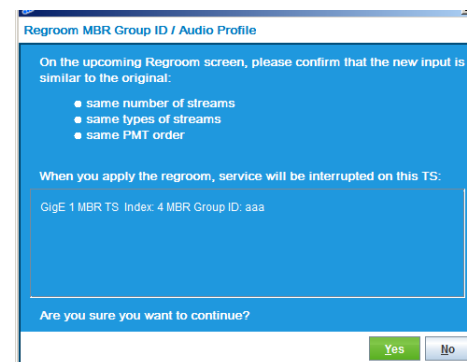 Regroom MBR Group ID / Audio Profile
On the upcoming Regroom screen, please confirm that the new input is
similar to the original:
same number of streams
same types of streams
same PMT order
When you apply the regroom, service will be interrupted on this TS:
GigE 1 MBR TS Index: 4 MBR Group ID: aaa
Are you sure you want to continue?
Yes No